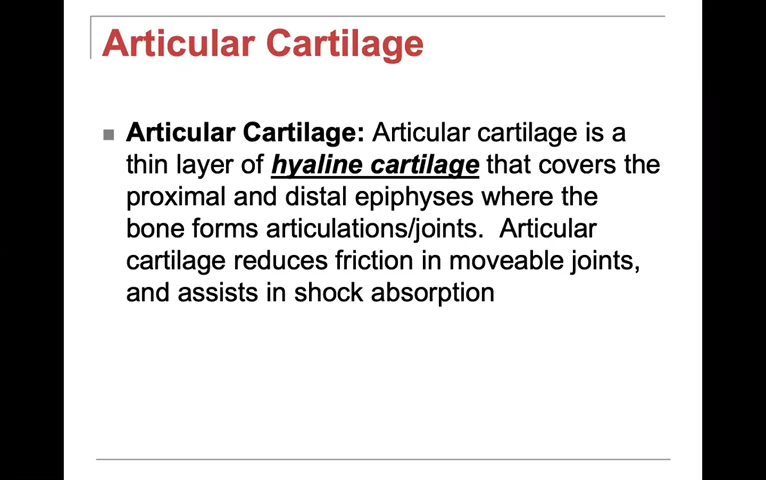 Articular Cartilage
Articular Cartilage: Articular cartilage is a
thin layer of hyaline cartilage that covers the
proximal and distal epiphyses where the
bone forms articulations/joints.  Articular
cartilage reduces friction in moveable joints,
and assists in shock absorption